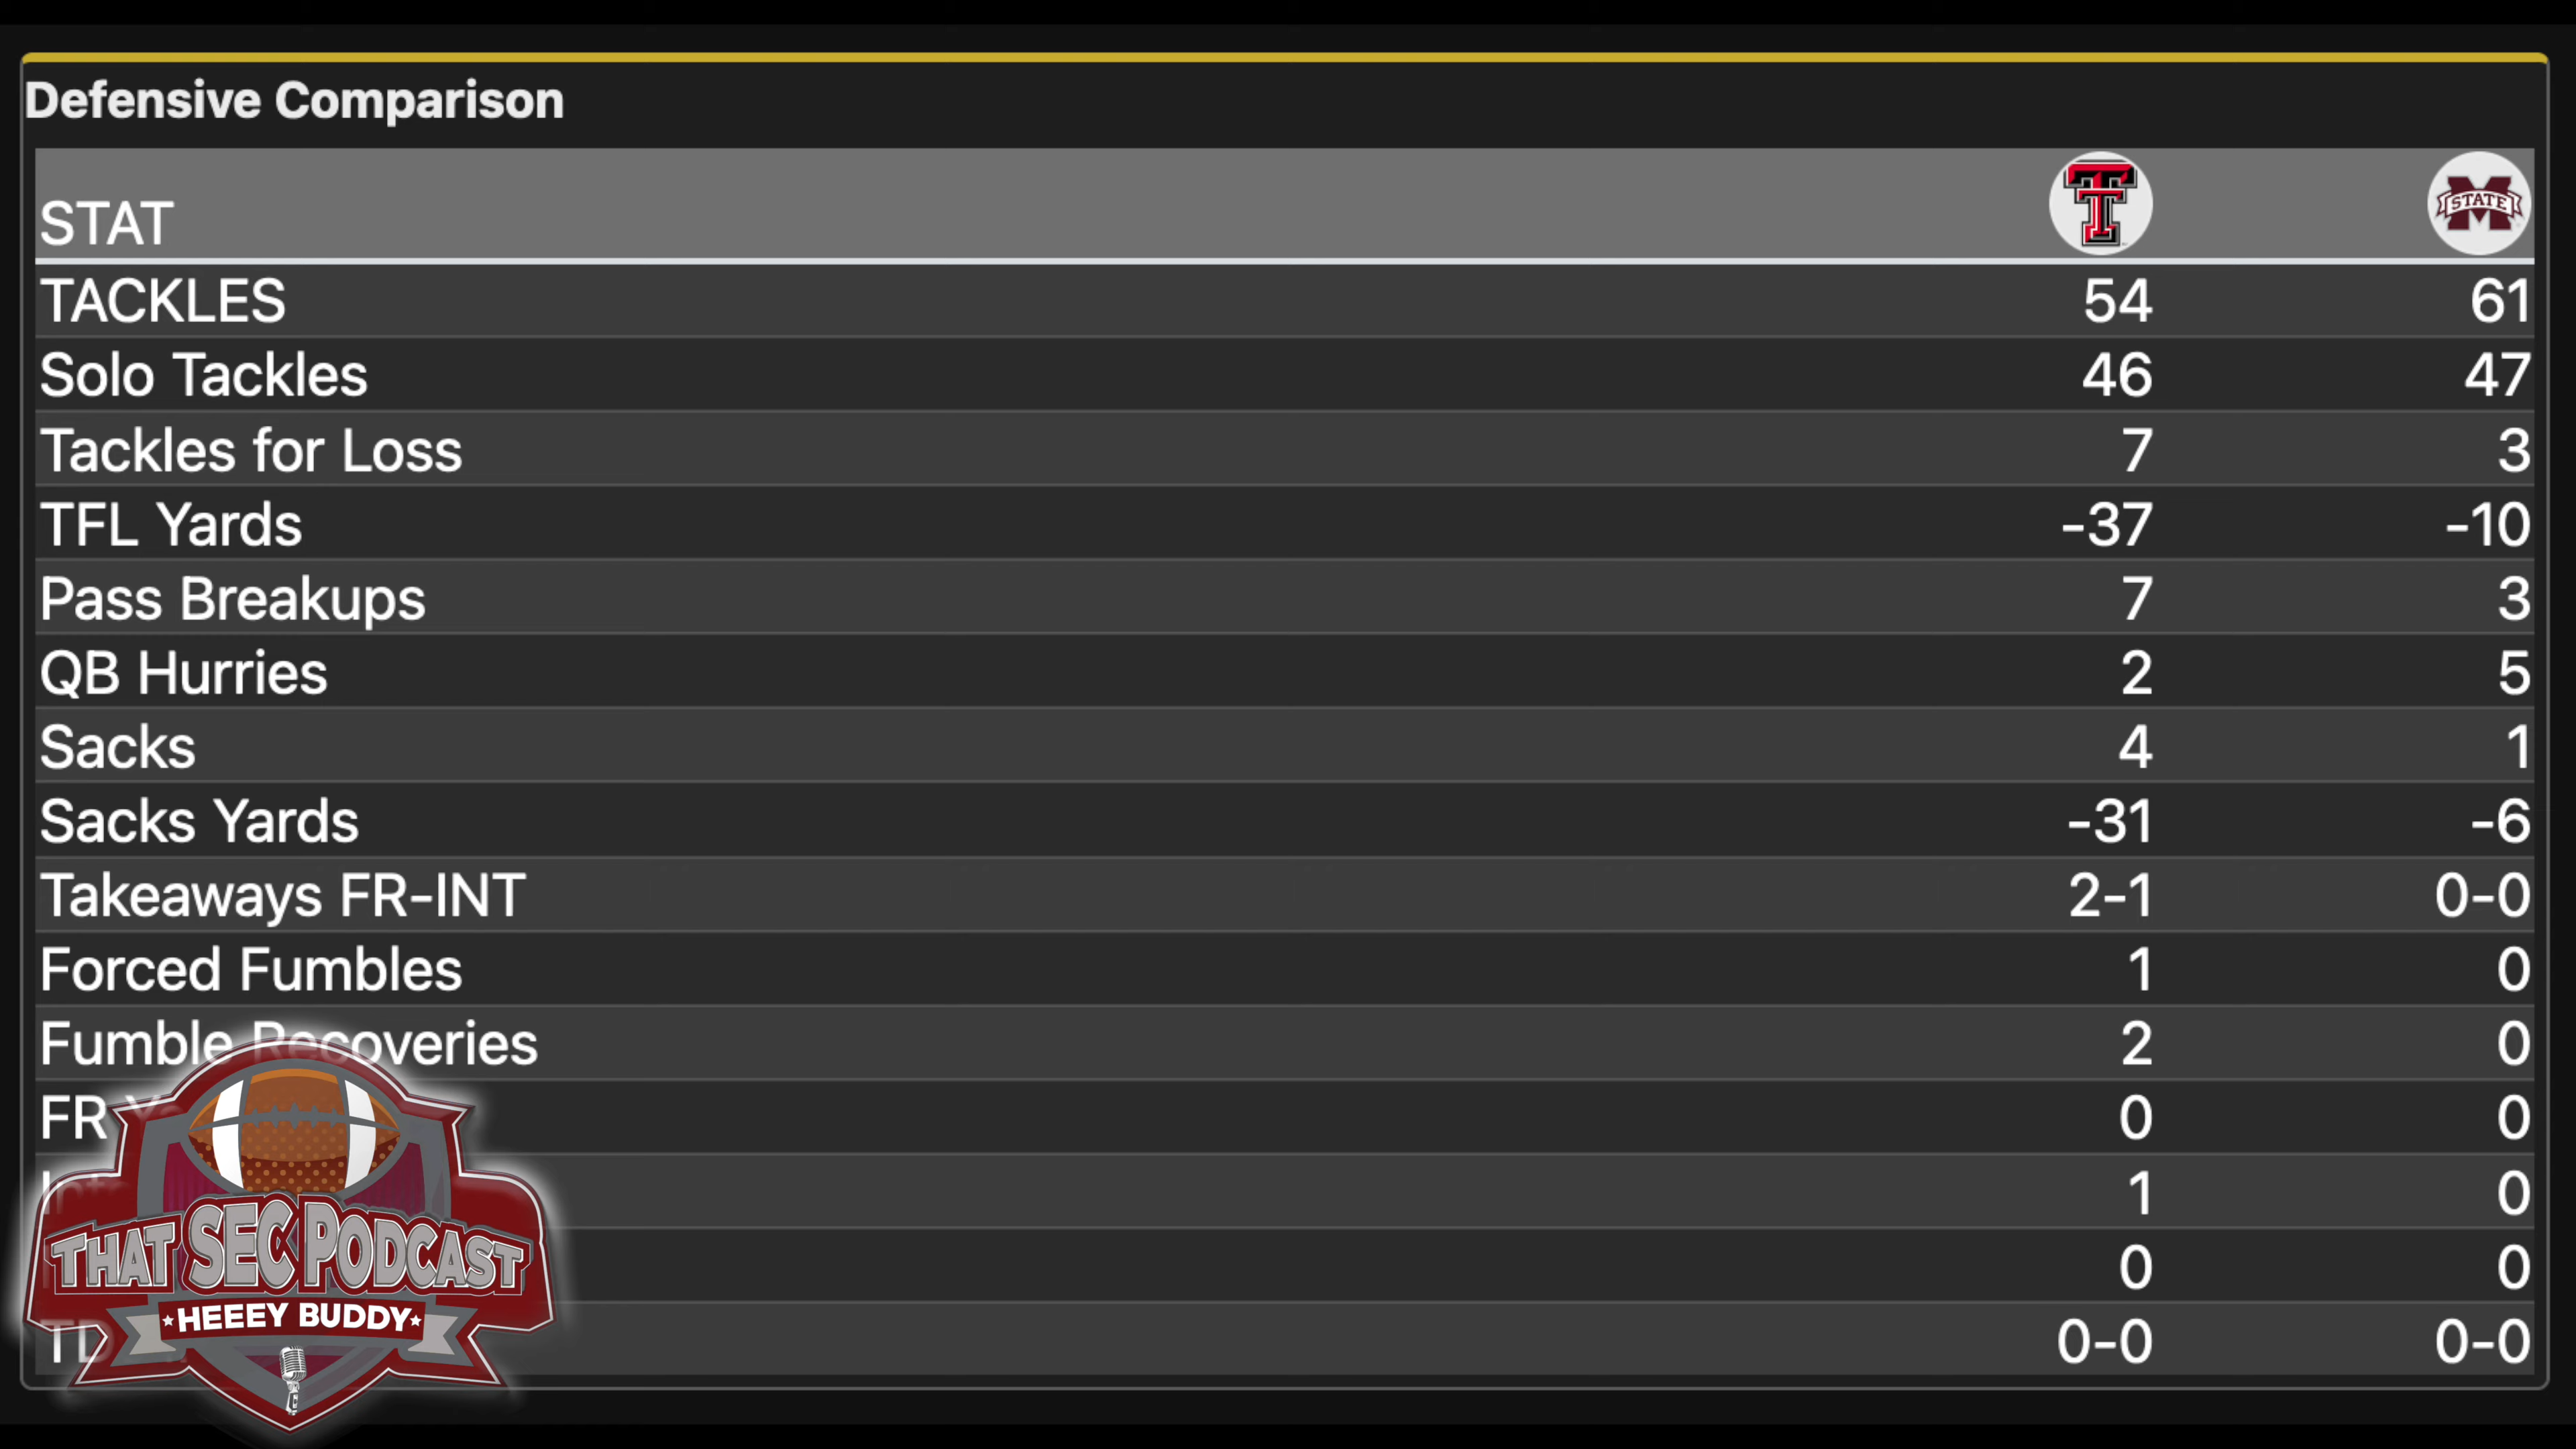 Defensive Comparison
STAT
TACKLES 54 61
Solo Tackles 46 47
Tackles for Loss 7 3
TFL Yards -37 -10
Pass Breakups 7 3
QB Hurries 2 5
Sacks 4 1
Sacks Yards -31 -6
Takeaways FR-INT 2-1 0-0
Forced Fumbles 1 0
Fumble Recoveries 2 0
FR 0 0
1 0
0 0
TD 0-0 0-0
THAT SEC PODCAST
HEEEY BUDDY
STATE